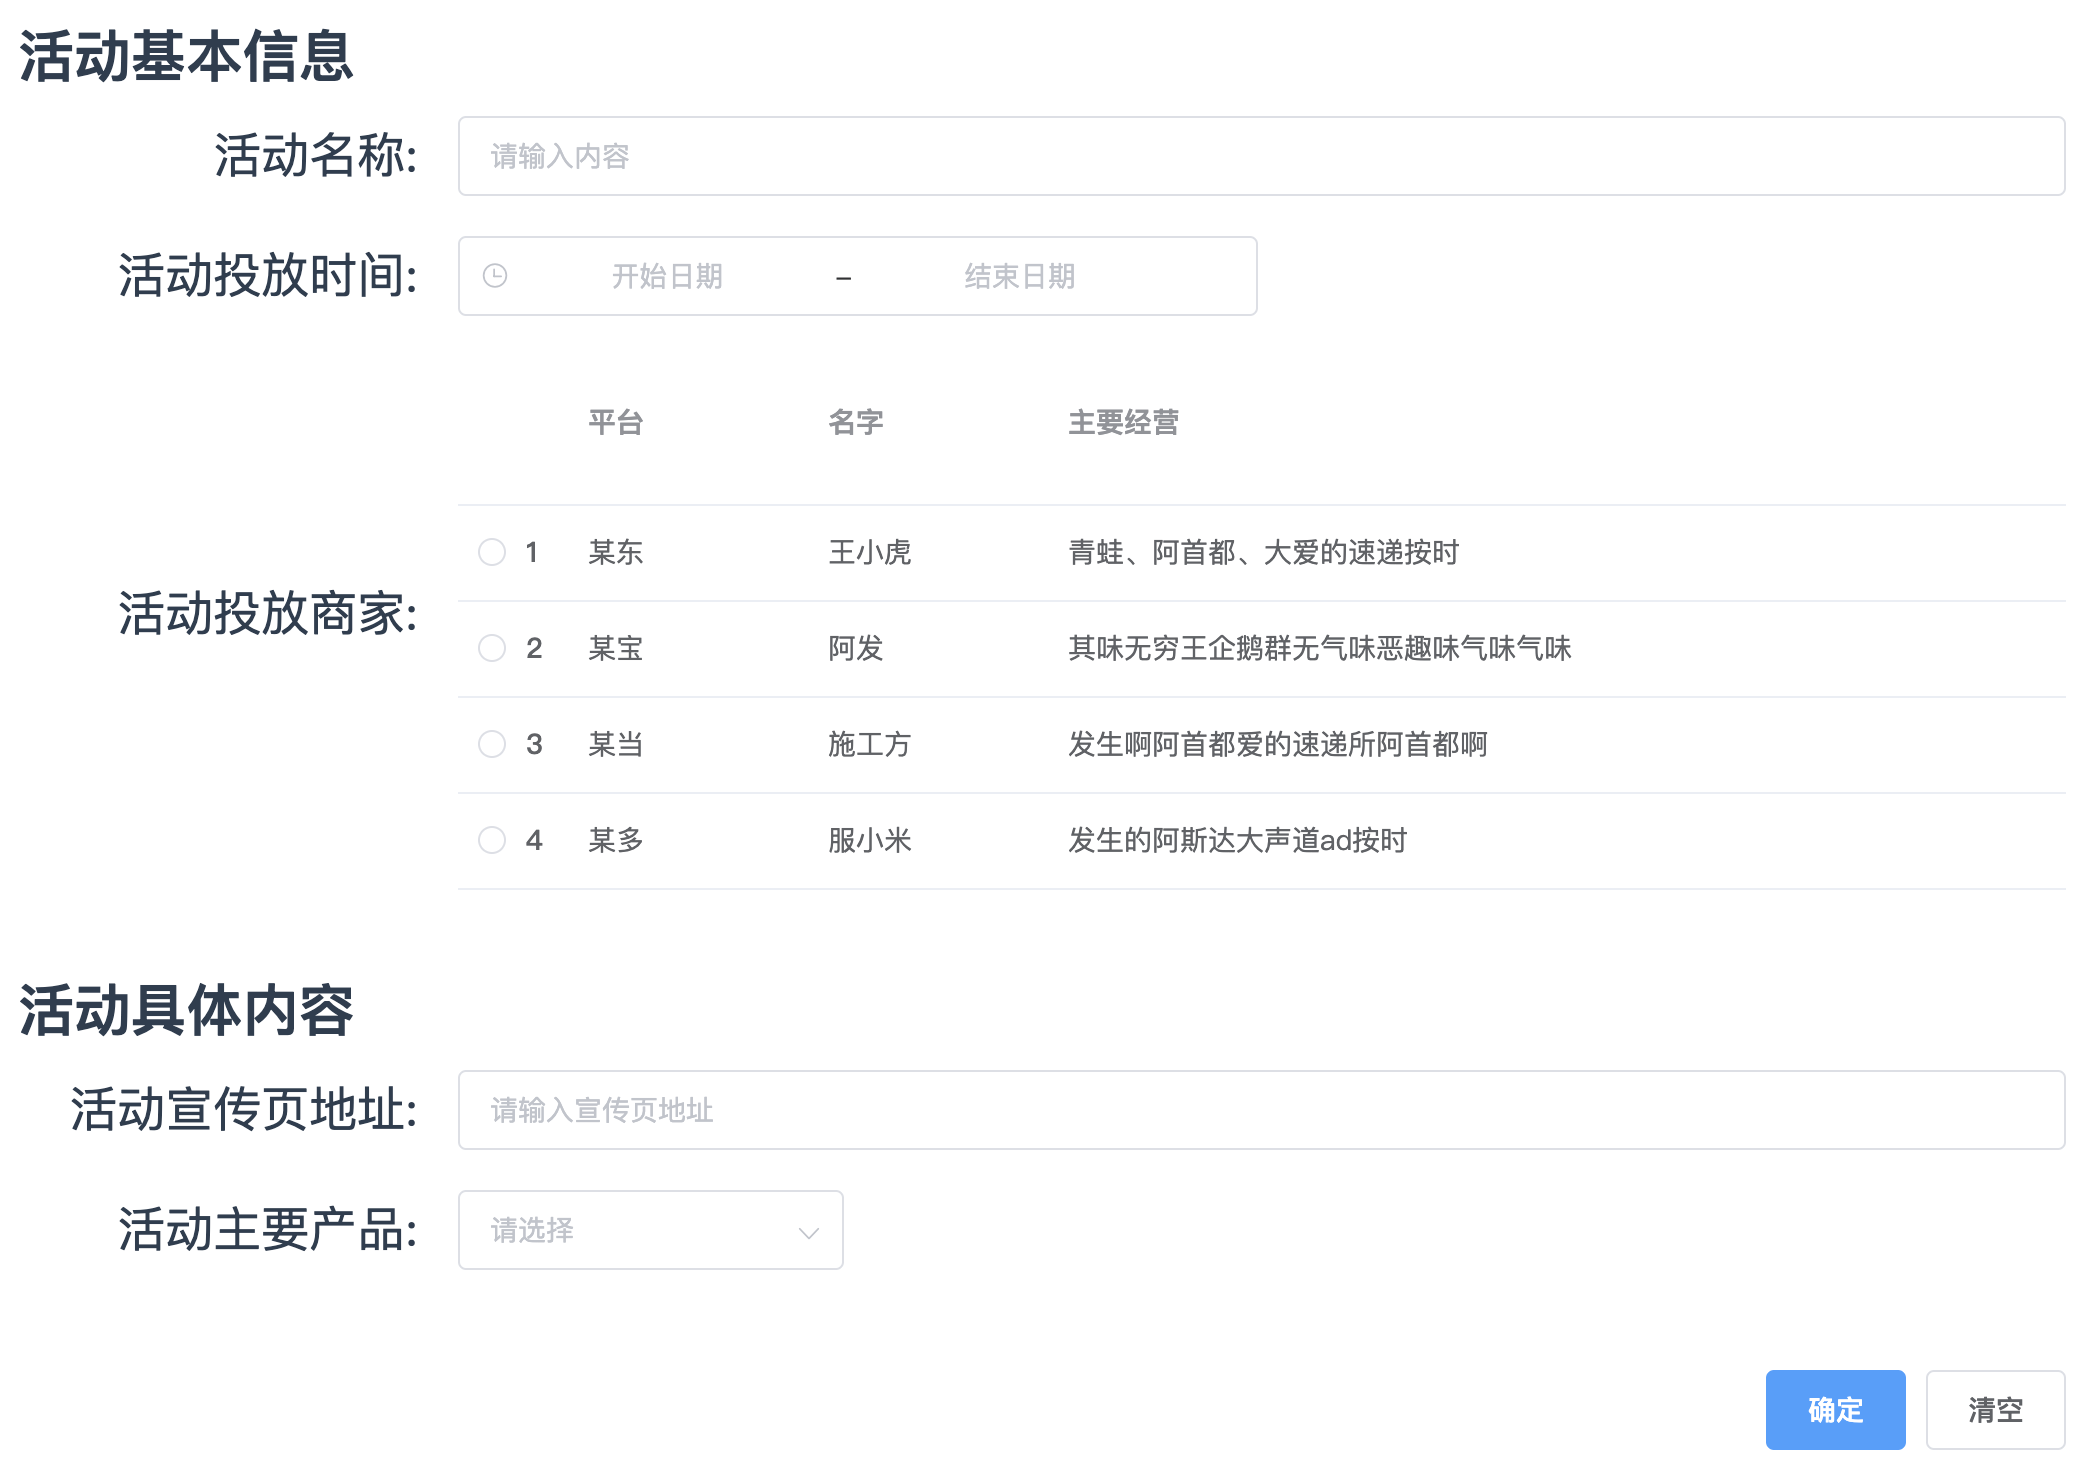 活动基本信息
活动名称: 请输入内容
活动投放时间: 开始日期 – 结束日期
平台 名字 主要经营
1 某东 王小虎 青蛙、阿首都、大爱的速递按时
活动投放商家:
2 某宝 阿发 其味无穷王企鹅群无气味恶趣味气味气味
3 某当 施工方 发生啊阿首都爱的速递所阿首都啊
4 某多 服小米 发生的阿斯达大声道ad按时
活动具体内容
活动宣传页地址: 请输入宣传页地址
活动主要产品: 请选择
确定 清空